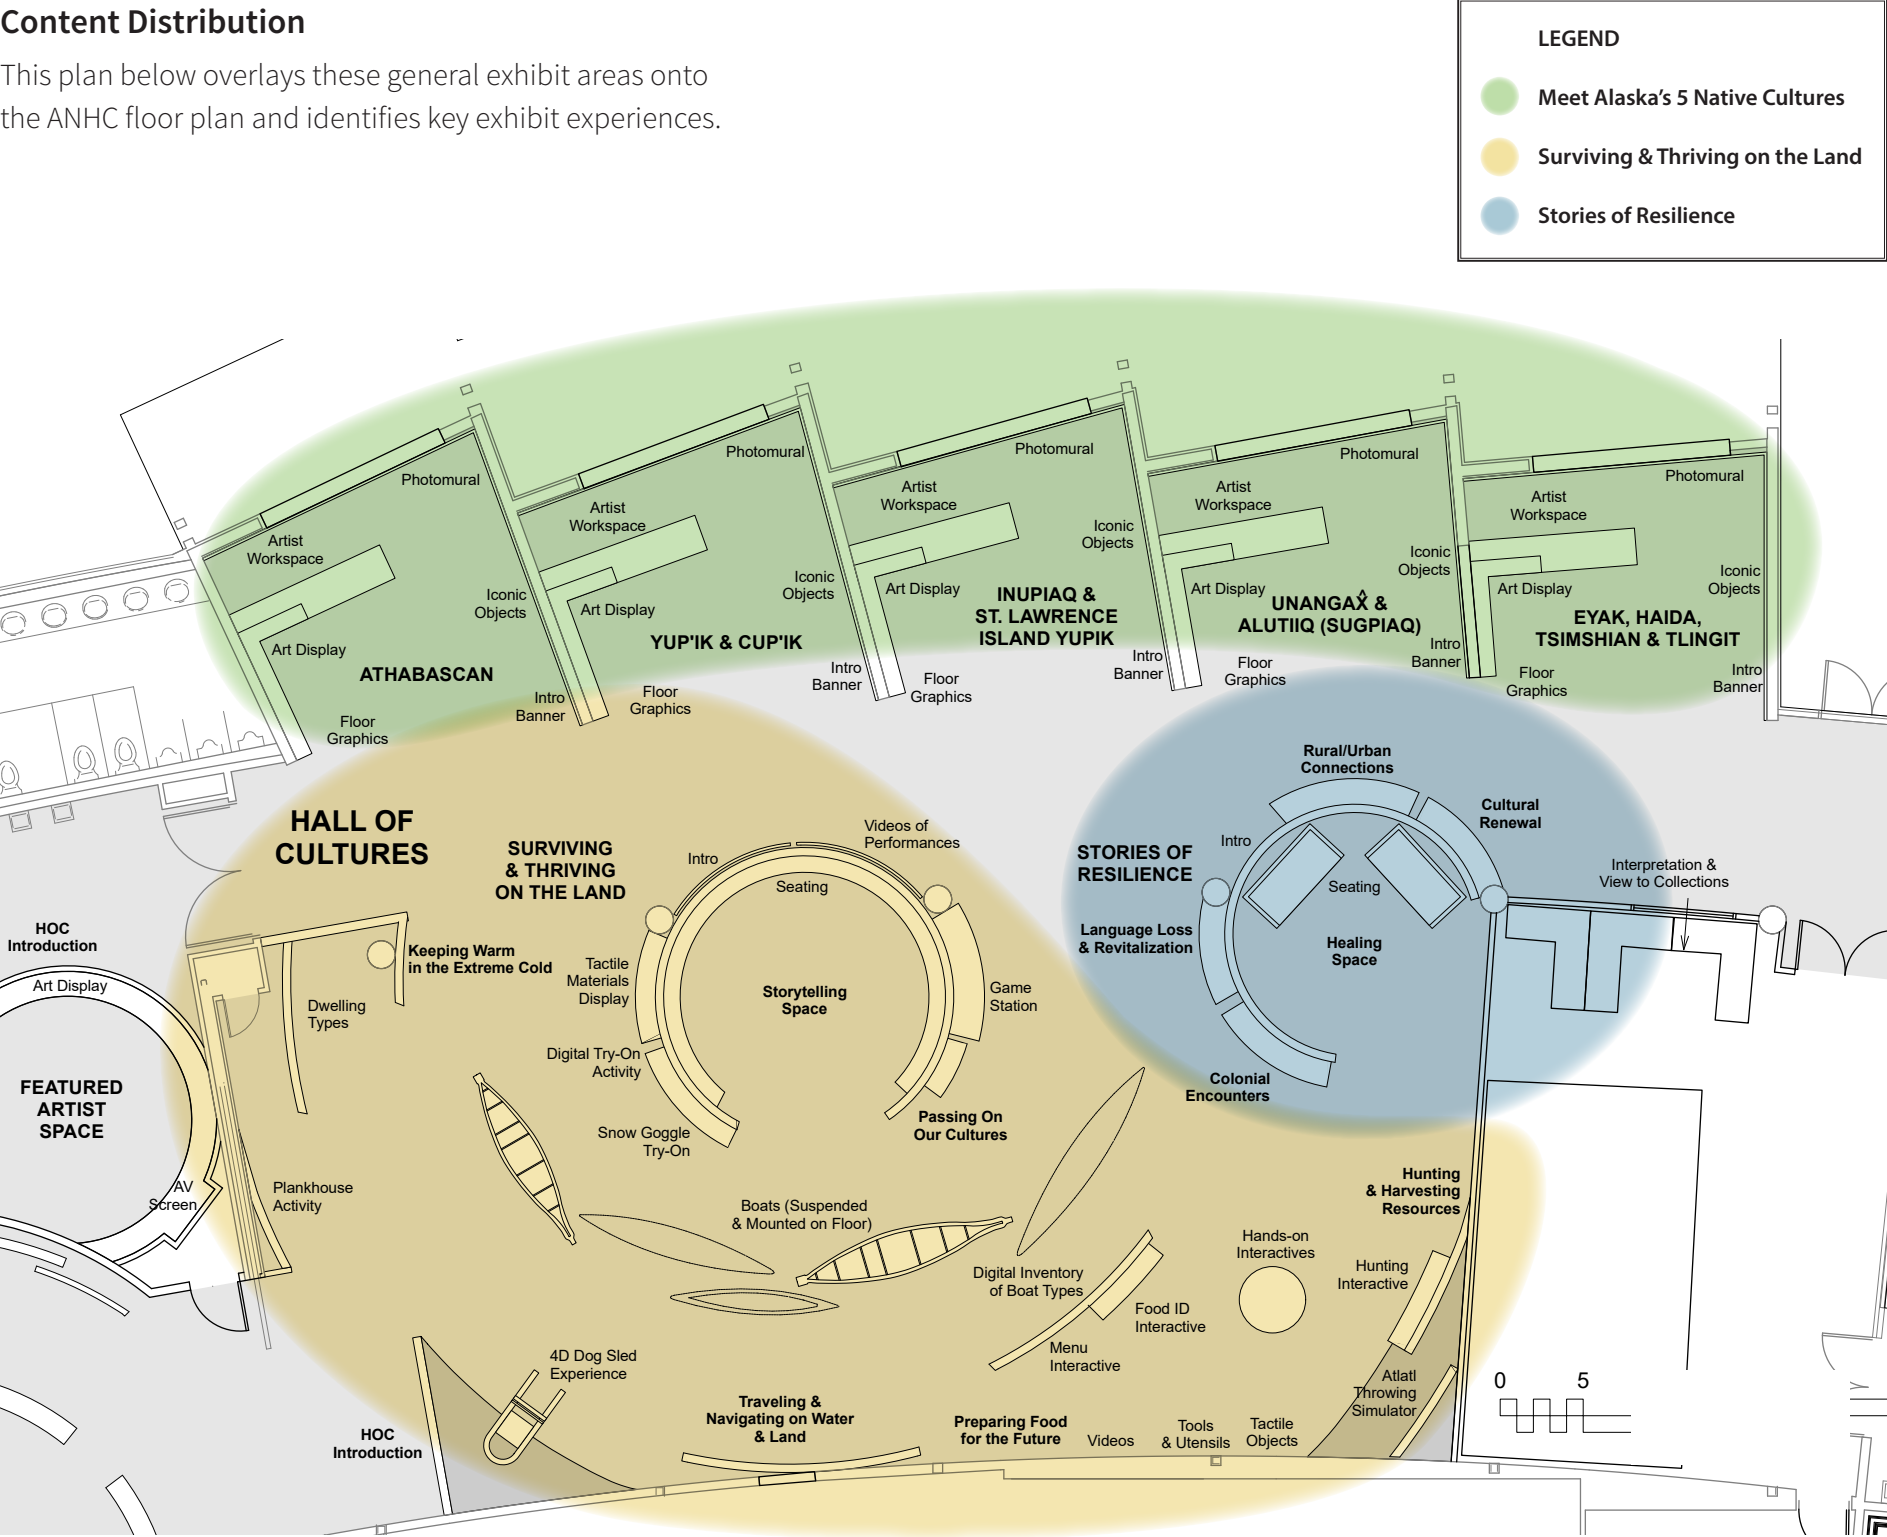 Content Distribution
This plan below overlays these general exhibit areas onto
the ANHC floor plan and identifies key exhibit experiences.
LEGEND
Meet Alaska's 5 Native Cultures
Surviving & Thriving on the Land
Stories of Resilience
Photomural
Artist
Workspace
Iconic
Objects
Art Display
ATHABASCAN
Intro
Banner
Floor
Graphics
Photomural
Artist
Workspace
Iconic
Objects
Art Display
YUP'IK & CUP'IK
Intro
Banner
Floor
Graphics
Photomural
Artist
Workspace
Iconic
Objects
Art Display
INUPIAQ &
ST. LAWRENCE
ISLAND YUPIK
Intro
Banner
Floor
Graphics
Photomural
Artist
Workspace
Iconic
Objects
Art Display
UNANGAX̂ &
ALUTIIQ (SUGPIAQ)
Intro
Banner
Floor
Graphics
Photomural
Artist
Workspace
Iconic
Objects
Art Display
EYAK, HAIDA,
TSIMSHIAN & TLINGIT
Intro
Banner
Floor
Graphics
HALL OF
CULTURES
SURVIVING
& THRIVING
ON THE LAND
Intro
Videos of
Performances
Seating
Storytelling
Space
Tactile
Materials
Display
Digital Try-On
Activity
Snow Goggle
Try-On
Game
Station
Passing On
Our Cultures
Keeping Warm
in the Extreme Cold
Dwelling
Types
Plankhouse
Activity
HOC
Introduction
Art Display
FEATURED
ARTIST
SPACE
AV
Screen
STORIES OF
RESILIENCE
Rural/Urban
Connections
Cultural
Renewal
Intro
Seating
Language Loss
& Revitalization
Healing
Space
Colonial
Encounters
Interpretation &
View to Collections
Boats (Suspended
& Mounted on Floor)
Digital Inventory
of Boat Types
Food ID
Interactive
Menu
Interactive
Hands-on
Interactives
Hunting
& Harvesting
Resources
Hunting
Interactive
Atlatl
Throwing
Simulator
4D Dog Sled
Experience
HOC
Introduction
Traveling &
Navigating on Water
& Land
Preparing Food
for the Future
Videos
Tools
& Utensils
Tactile
Objects
0 5